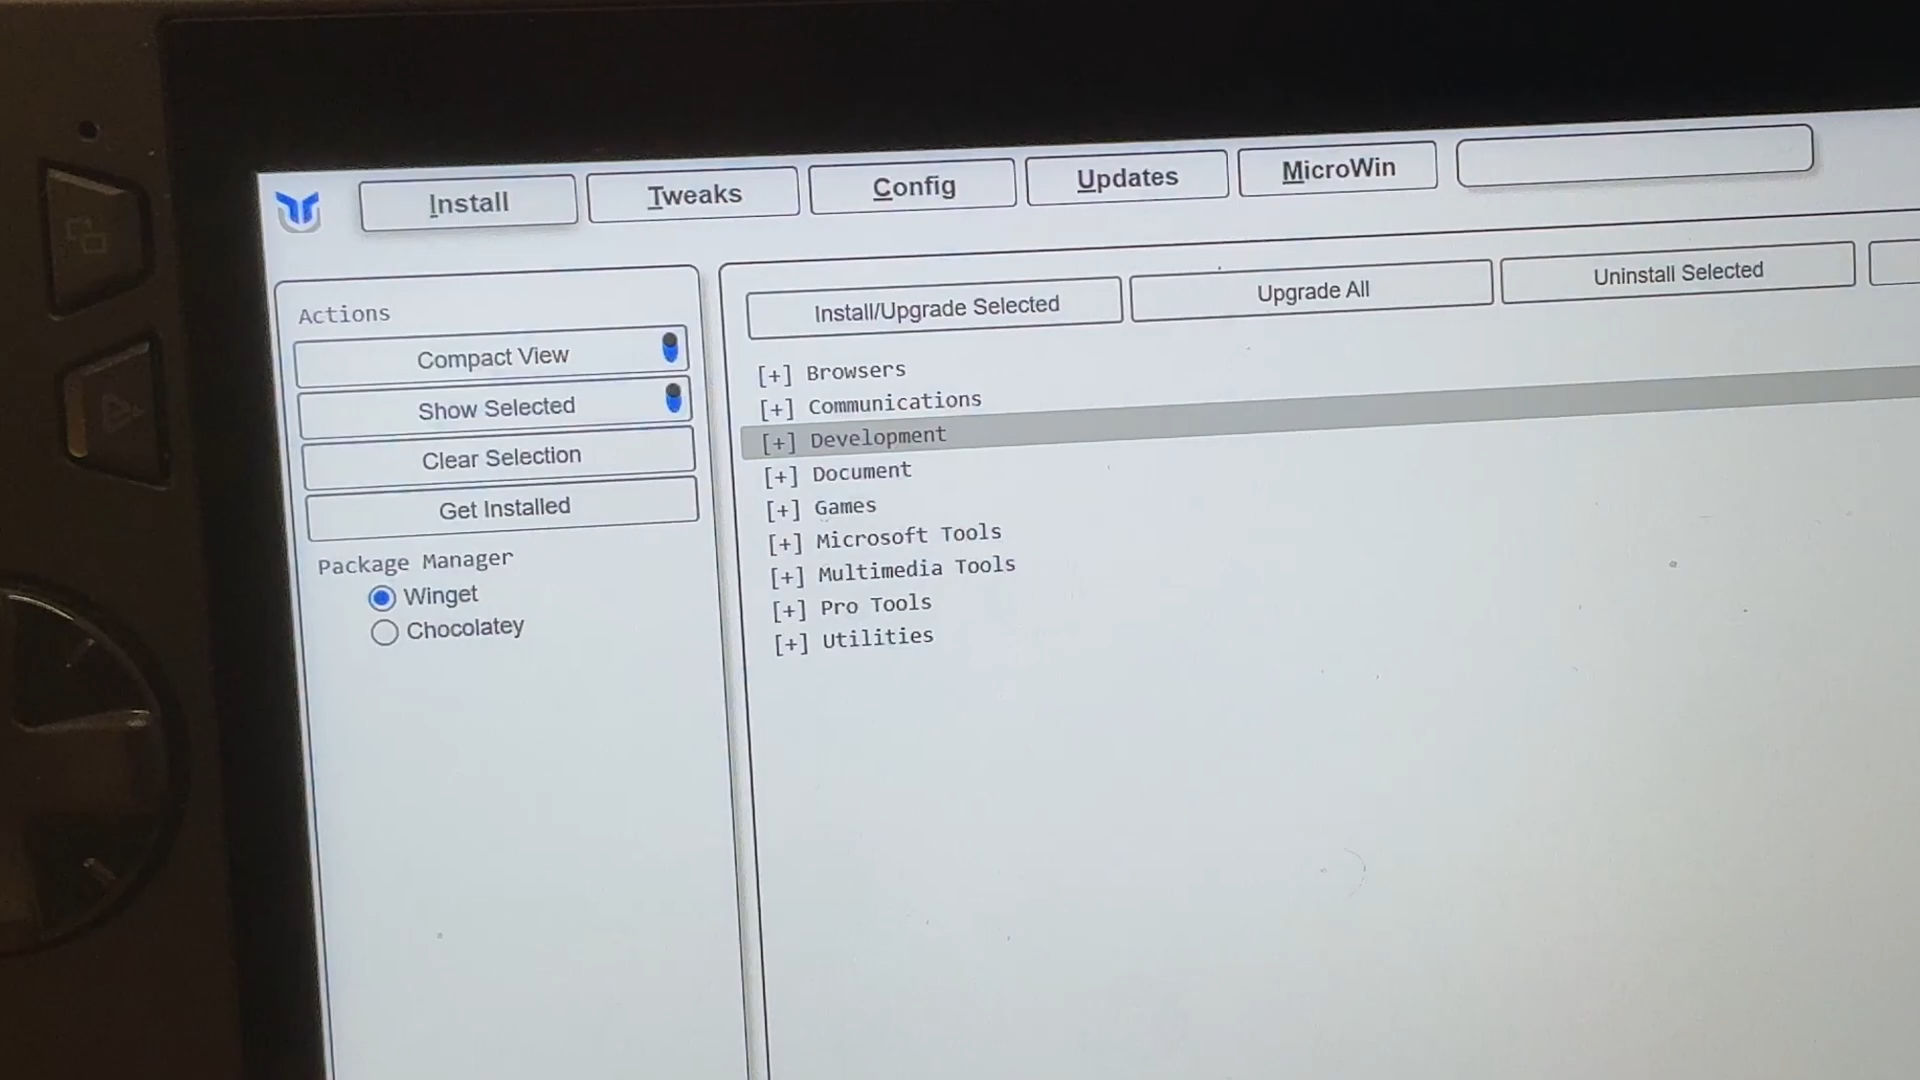 Install
Tweaks
Config
Updates
MicroWin
Actions
Compact View
Show Selected
Clear Selection
Get Installed
Package Manager
Winget
Chocolatey
Install/Upgrade Selected
Upgrade All
Uninstall Selected
[+] Browsers
[+] Communications
[+] Development
[+] Document
[+] Games
[+] Microsoft Tools
[+] Multimedia Tools
[+] Pro Tools
[+] Utilities